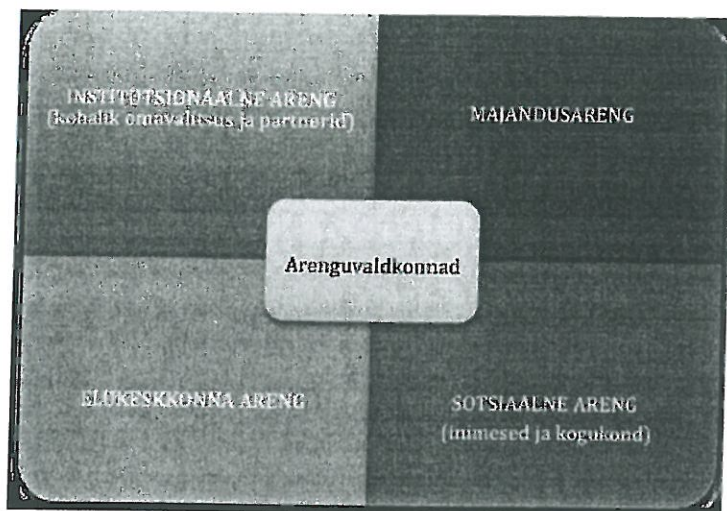 INSTITUTSIONAALNE ARENG
(kohalik omavalitsus ja partnerid)
MAJANDUSARENG
Arenguvaldkonnad
ELUKESKKONNA ARENG
SOTSIAALNE ARENG
(inimesed ja kogukond)